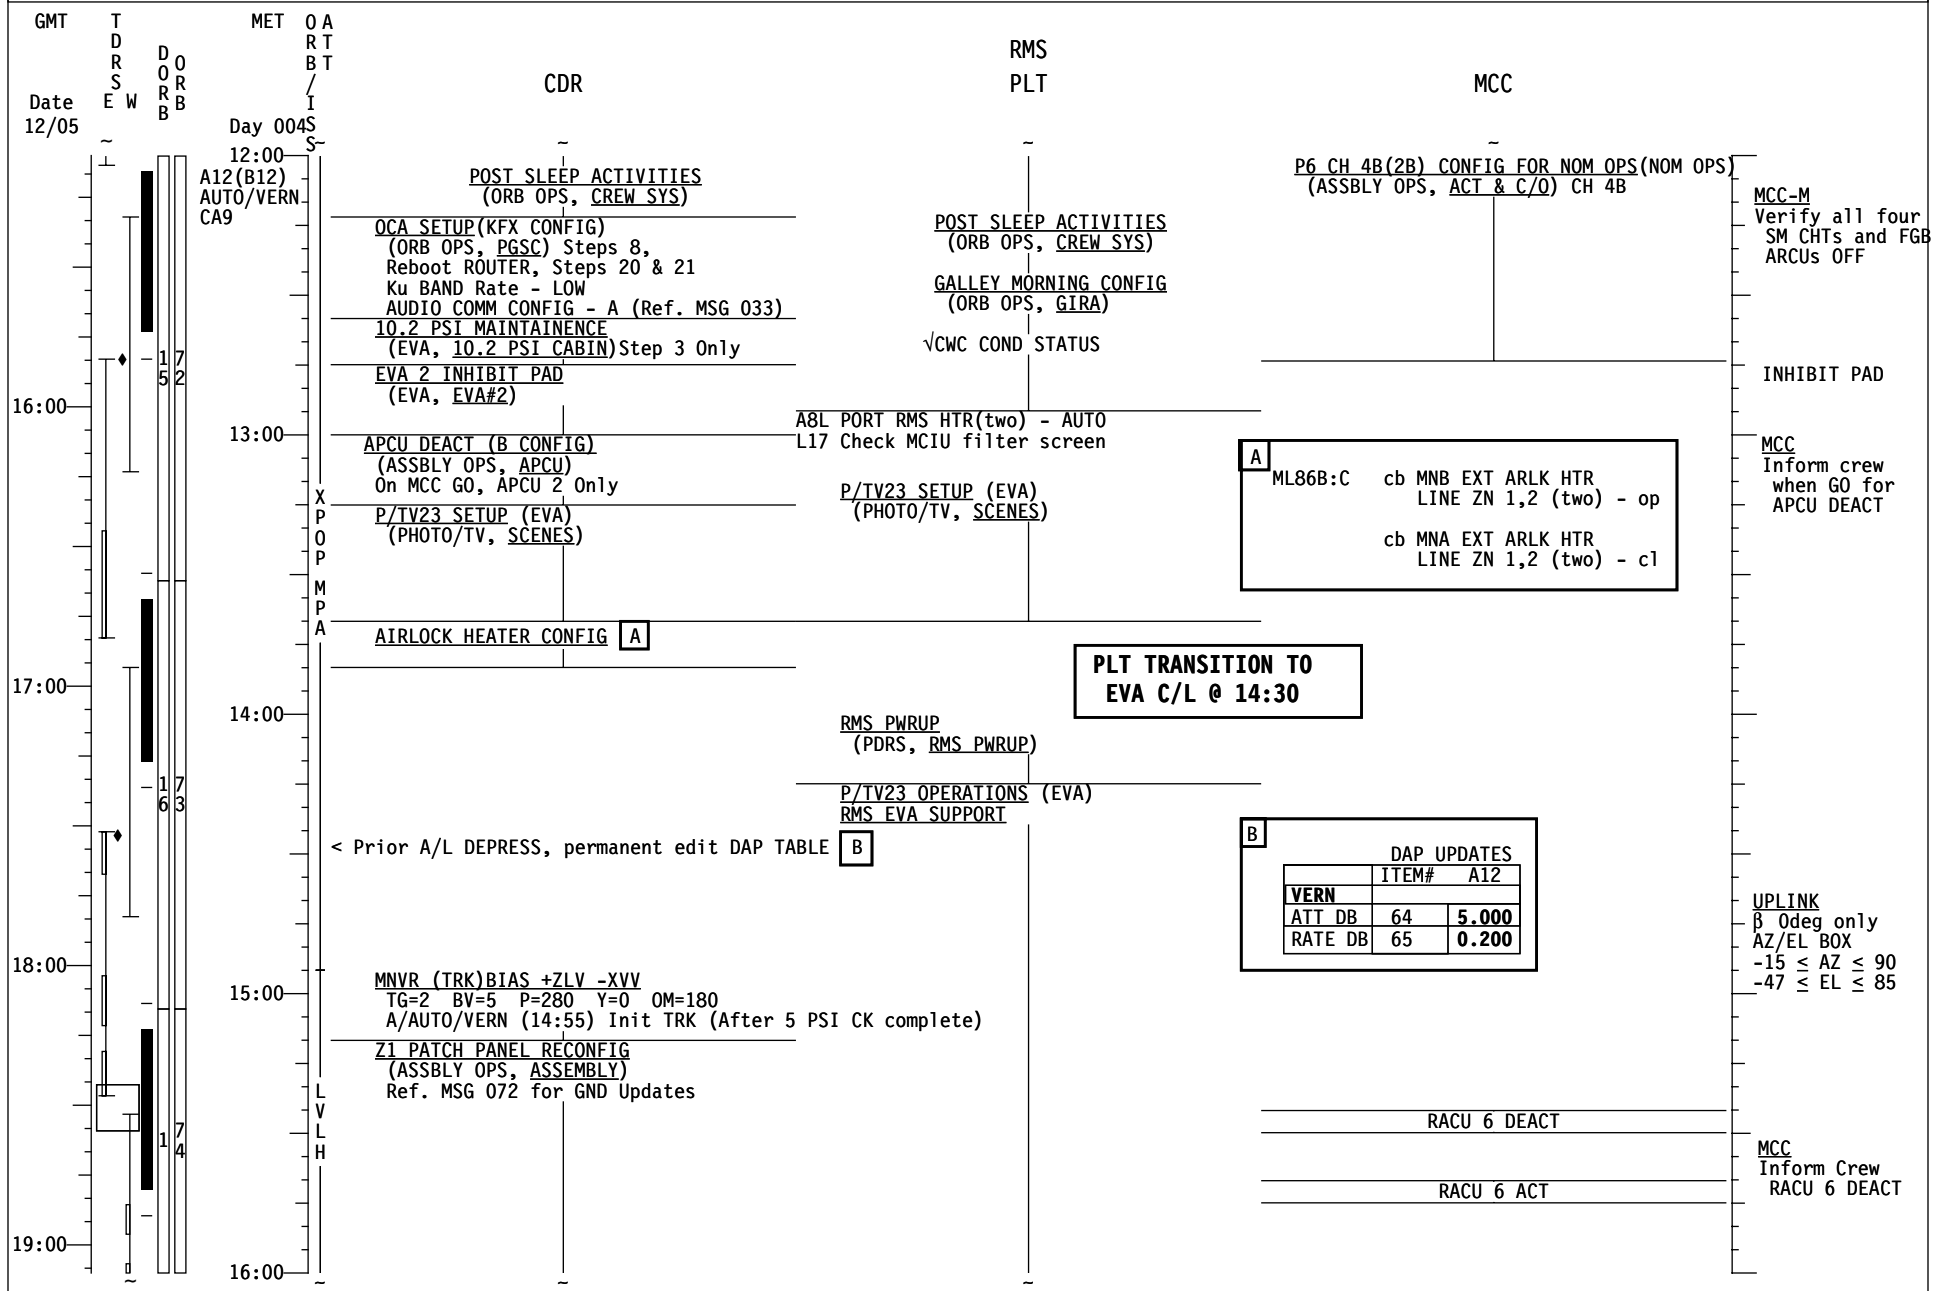 GMT
TDRS
E W
DORB
ORB
MET
ORB/ISS
ATT
CDR
RMS
PLT
MCC
Date
12/05
Day 004
12:00
A12(B12)
AUTO/VERN
CA9
16:00
13:00
17:00
14:00
18:00
15:00
19:00
16:00
15
72
16
73
1
74
XPOP MPA
LVLH
POST SLEEP ACTIVITIES
(ORB OPS, CREW SYS)
OCA SETUP(KFX CONFIG)
(ORB OPS, PGSC) Steps 8,
Reboot ROUTER, Steps 20 & 21
Ku BAND Rate - LOW
AUDIO COMM CONFIG - A (Ref. MSG 033)
10.2 PSI MAINTAINENCE
(EVA, 10.2 PSI CABIN)Step 3 Only
EVA 2 INHIBIT PAD
(EVA, EVA#2)
APCU DEACT (B CONFIG)
(ASSBLY OPS, APCU)
On MCC GO, APCU 2 Only
P/TV23 SETUP (EVA)
(PHOTO/TV, SCENES)
AIRLOCK HEATER CONFIG A
< Prior A/L DEPRESS, permanent edit DAP TABLE B
MNVR (TRK)BIAS +ZLV -XVV
TG=2 BV=5 P=280 Y=0 OM=180
A/AUTO/VERN (14:55) Init TRK (After 5 PSI CK complete)
Z1 PATCH PANEL RECONFIG
(ASSBLY OPS, ASSEMBLY)
Ref. MSG 072 for GND Updates
POST SLEEP ACTIVITIES
(ORB OPS, CREW SYS)
GALLEY MORNING CONFIG
(ORB OPS, GIRA)
√CWC COND STATUS
A8L PORT RMS HTR(two) - AUTO
L17 Check MCIU filter screen
P/TV23 SETUP (EVA)
(PHOTO/TV, SCENES)
PLT TRANSITION TO
EVA C/L @ 14:30
RMS PWRUP
(PDRS, RMS PWRUP)
P/TV23 OPERATIONS (EVA)
RMS EVA SUPPORT
P6 CH 4B(2B) CONFIG FOR NOM OPS(NOM OPS)
(ASSBLY OPS, ACT & C/O) CH 4B
A
ML86B:C cb MNB EXT ARLK HTR
LINE ZN 1,2 (two) - op
cb MNA EXT ARLK HTR
LINE ZN 1,2 (two) - cl
B
DAP UPDATES
ITEM# A12
VERN
ATT DB 64 5.000
RATE DB 65 0.200
RACU 6 DEACT
RACU 6 ACT
MCC-M
Verify all four
SM CHTs and FGB
ARCUs OFF
INHIBIT PAD
MCC
Inform crew
when GO for
APCU DEACT
UPLINK
β 0deg only
AZ/EL BOX
-15 ≤ AZ ≤ 90
-47 ≤ EL ≤ 85
MCC
Inform Crew
RACU 6 DEACT